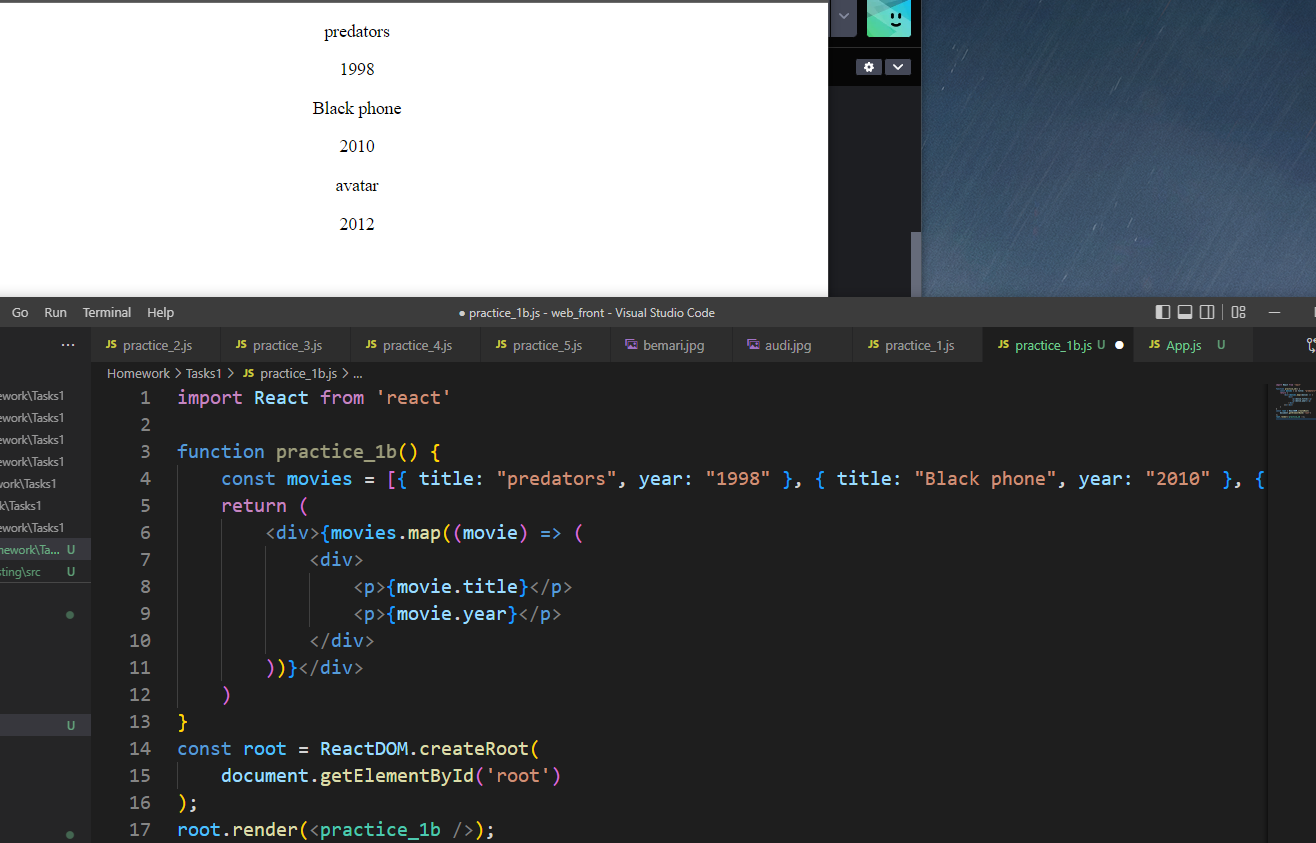 predators
1998
Black phone
2010
avatar
2012
Go Run Terminal Help ● practice_1b.js - web_front - Visual Studio Code
... JS practice_2.js JS practice_3.js JS practice_4.js JS practice_5.js bemari.jpg audi.jpg JS practice_1.js JS practice_1b.js U ● JS App.js U
Homework > Tasks1 > JS practice_1b.js > ...
ework\Tasks1
ework\Tasks1
ework\Tasks1
ework\Tasks1
work\Tasks1
k\Tasks1
ework\Tasks1
mework\Ta... U
sting\src U
U
1 import React from 'react'
2
3 function practice_1b() {
4 const movies = [{ title: "predators", year: "1998" }, { title: "Black phone", year: "2010" }, {
5 return (
6 <div>{movies.map((movie) => (
7 <div>
8 <p>{movie.title}</p>
9 <p>{movie.year}</p>
10 </div>
11 ))}</div>
12 )
13 }
14 const root = ReactDOM.createRoot(
15 document.getElementById('root')
16 );
17 root.render(<practice_1b />);